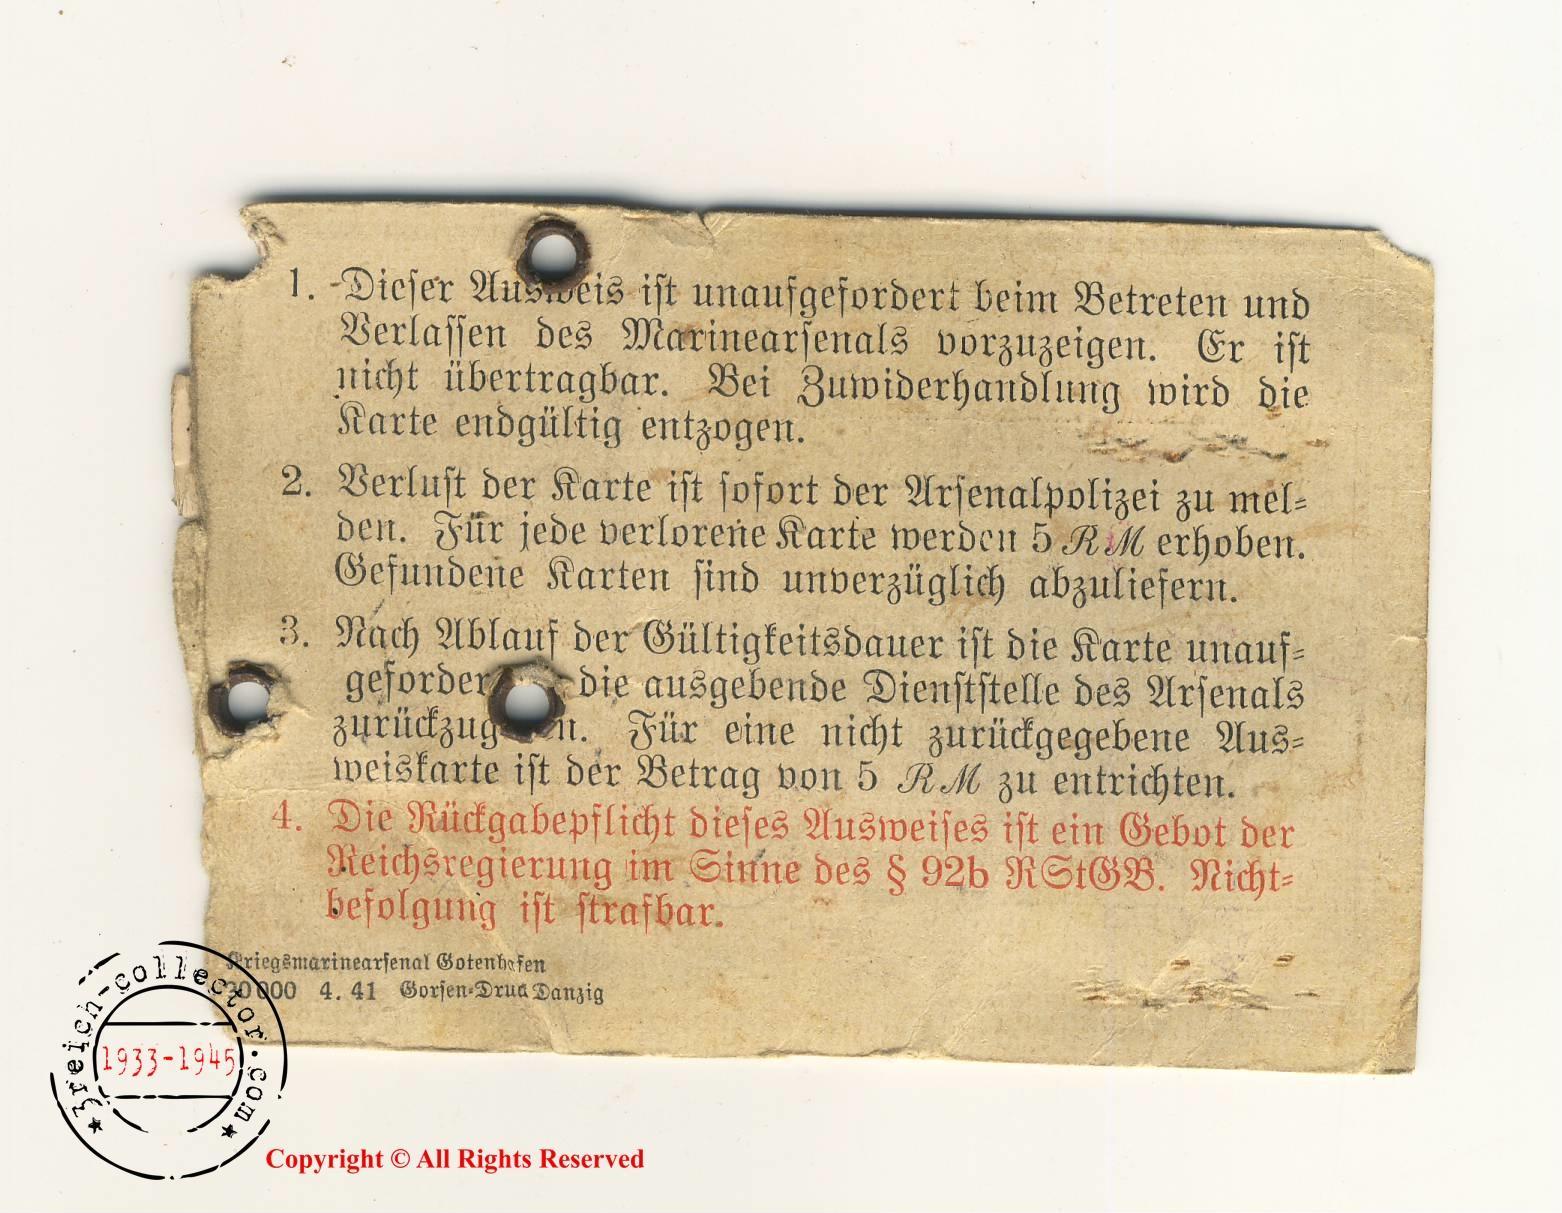 1. Dieser Ausweis ist unaufgefordert beim Betreten und
Verlassen des Marinearsenals vorzuzeigen. Er ist
nicht übertragbar. Bei Zuwiderhandlung wird die
Karte endgültig entzogen.
2. Verlust der Karte ist sofort der Arsenalpolizei zu mel-
den. Für jede verlorene Karte werden 5 RM erhoben.
Gefundene Karten sind unverzüglich abzuliefern.
3. Nach Ablauf der Gültigkeitsdauer ist die Karte unauf-
geforder die ausgebende Dienststelle des Arsenals
zurückzug n. Für eine nicht zurückgegebene Aus-
weiskarte ist der Betrag von 5 RM zu entrichten.
4. Die Rückgabepflicht dieses Ausweises ist ein Gebot der
Reichsregierung im Sinne des § 92b RStGB. Nicht-
befolgung ist strafbar.
Kriegsmarinearsenal Gotenhafen
30000 4. 41 Gorsen-Druck Danzig
3reich-collector.com
1933-1945
Copyright © All Rights Reserved